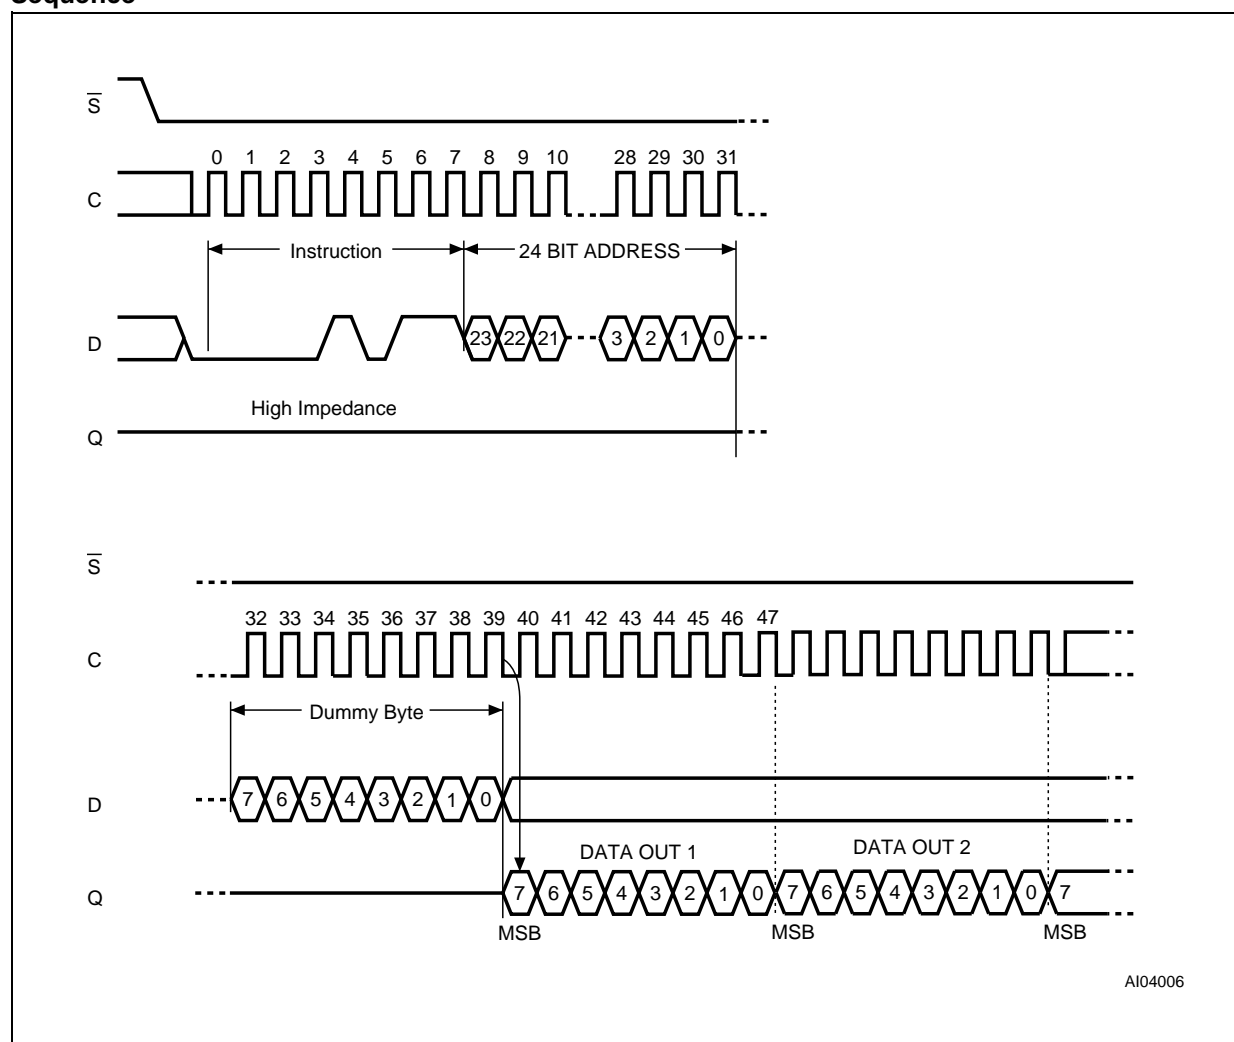 S
0 1 2 3 4 5 6 7 8 9 10 28 29 30 31
C
Instruction 24 BIT ADDRESS
D 23 22 21 3 2 1 0
High Impedance
Q
S
32 33 34 35 36 37 38 39 40 41 42 43 44 45 46 47
C
Dummy Byte
D 7 6 5 4 3 2 1 0
DATA OUT 1 DATA OUT 2
Q 7 6 5 4 3 2 1 0 7 6 5 4 3 2 1 0 7
MSB MSB MSB
AI04006